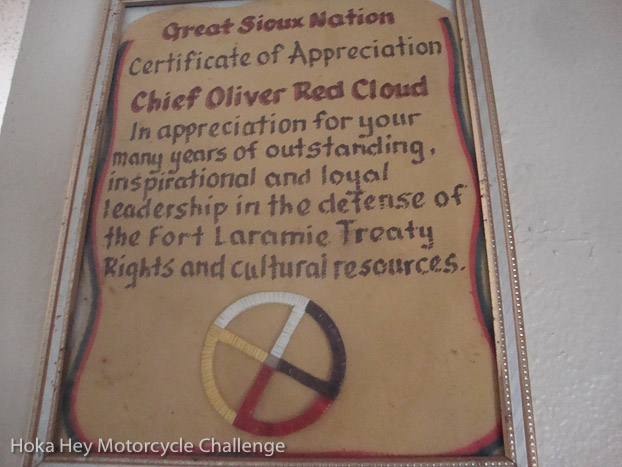 Great Sioux Nation
Certificate of Appreciation
Chief Oliver Red Cloud
In appreciation for your
many years of outstanding,
inspirational and loyal
leadership in the defense of
the Fort Laramie Treaty
Rights and cultural resources.
Hoka Hey Motorcycle Challenge